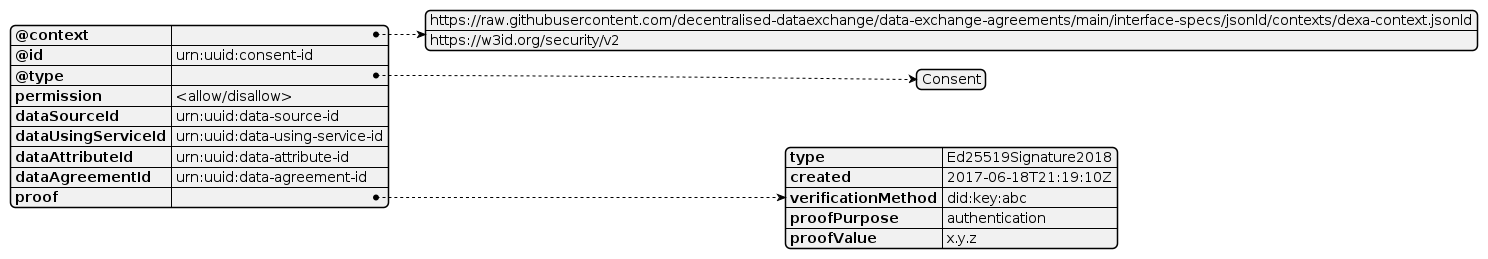 @context
https://raw.githubusercontent.com/decentralised-dataexchange/data-exchange-agreements/main/interface-specs/jsonld/contexts/dexa-context.jsonld
https://w3id.org/security/v2
@id urn:uuid:consent-id
@type
Consent
permission <allow/disallow>
dataSourceId urn:uuid:data-source-id
dataUsingServiceId urn:uuid:data-using-service-id
dataAttributeId urn:uuid:data-attribute-id
dataAgreementId urn:uuid:data-agreement-id
proof
type Ed25519Signature2018
created 2017-06-18T21:19:10Z
verificationMethod did:key:abc
proofPurpose authentication
proofValue x.y.z